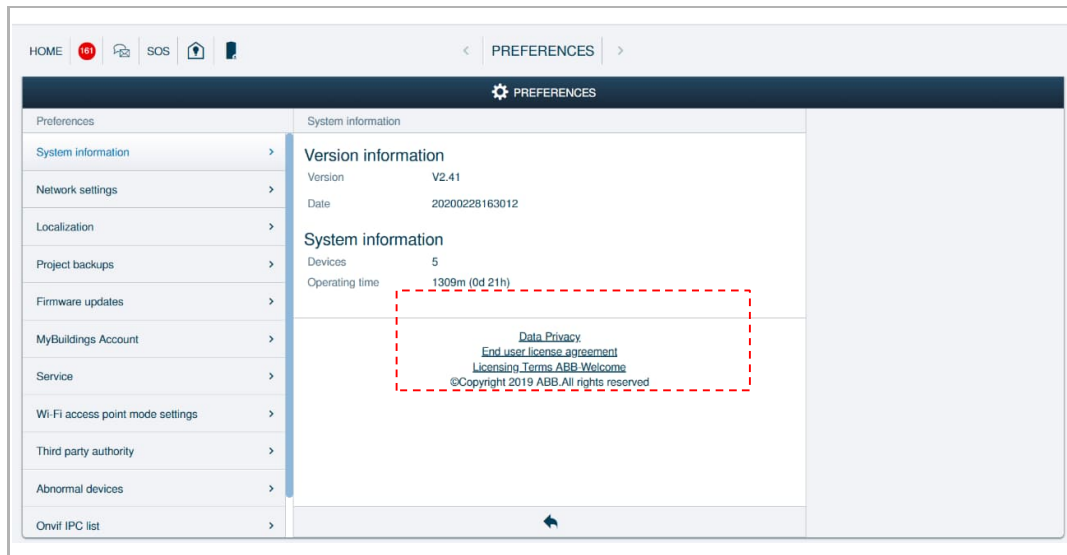 HOME 161 SOS < PREFERENCES >
PREFERENCES
Preferences
System information
System information >
Network settings >
Localization >
Project backups >
Firmware updates >
MyBuildings Account >
Service >
Wi-Fi access point mode settings >
Third party authority >
Abnormal devices >
Onvif IPC list >
Version information
Version V2.41
Date 20200228163012
System information
Devices 5
Operating time 1309m (0d 21h)
Data Privacy
End user license agreement
Licensing Terms ABB-Welcome
©Copyright 2019 ABB.All rights reserved